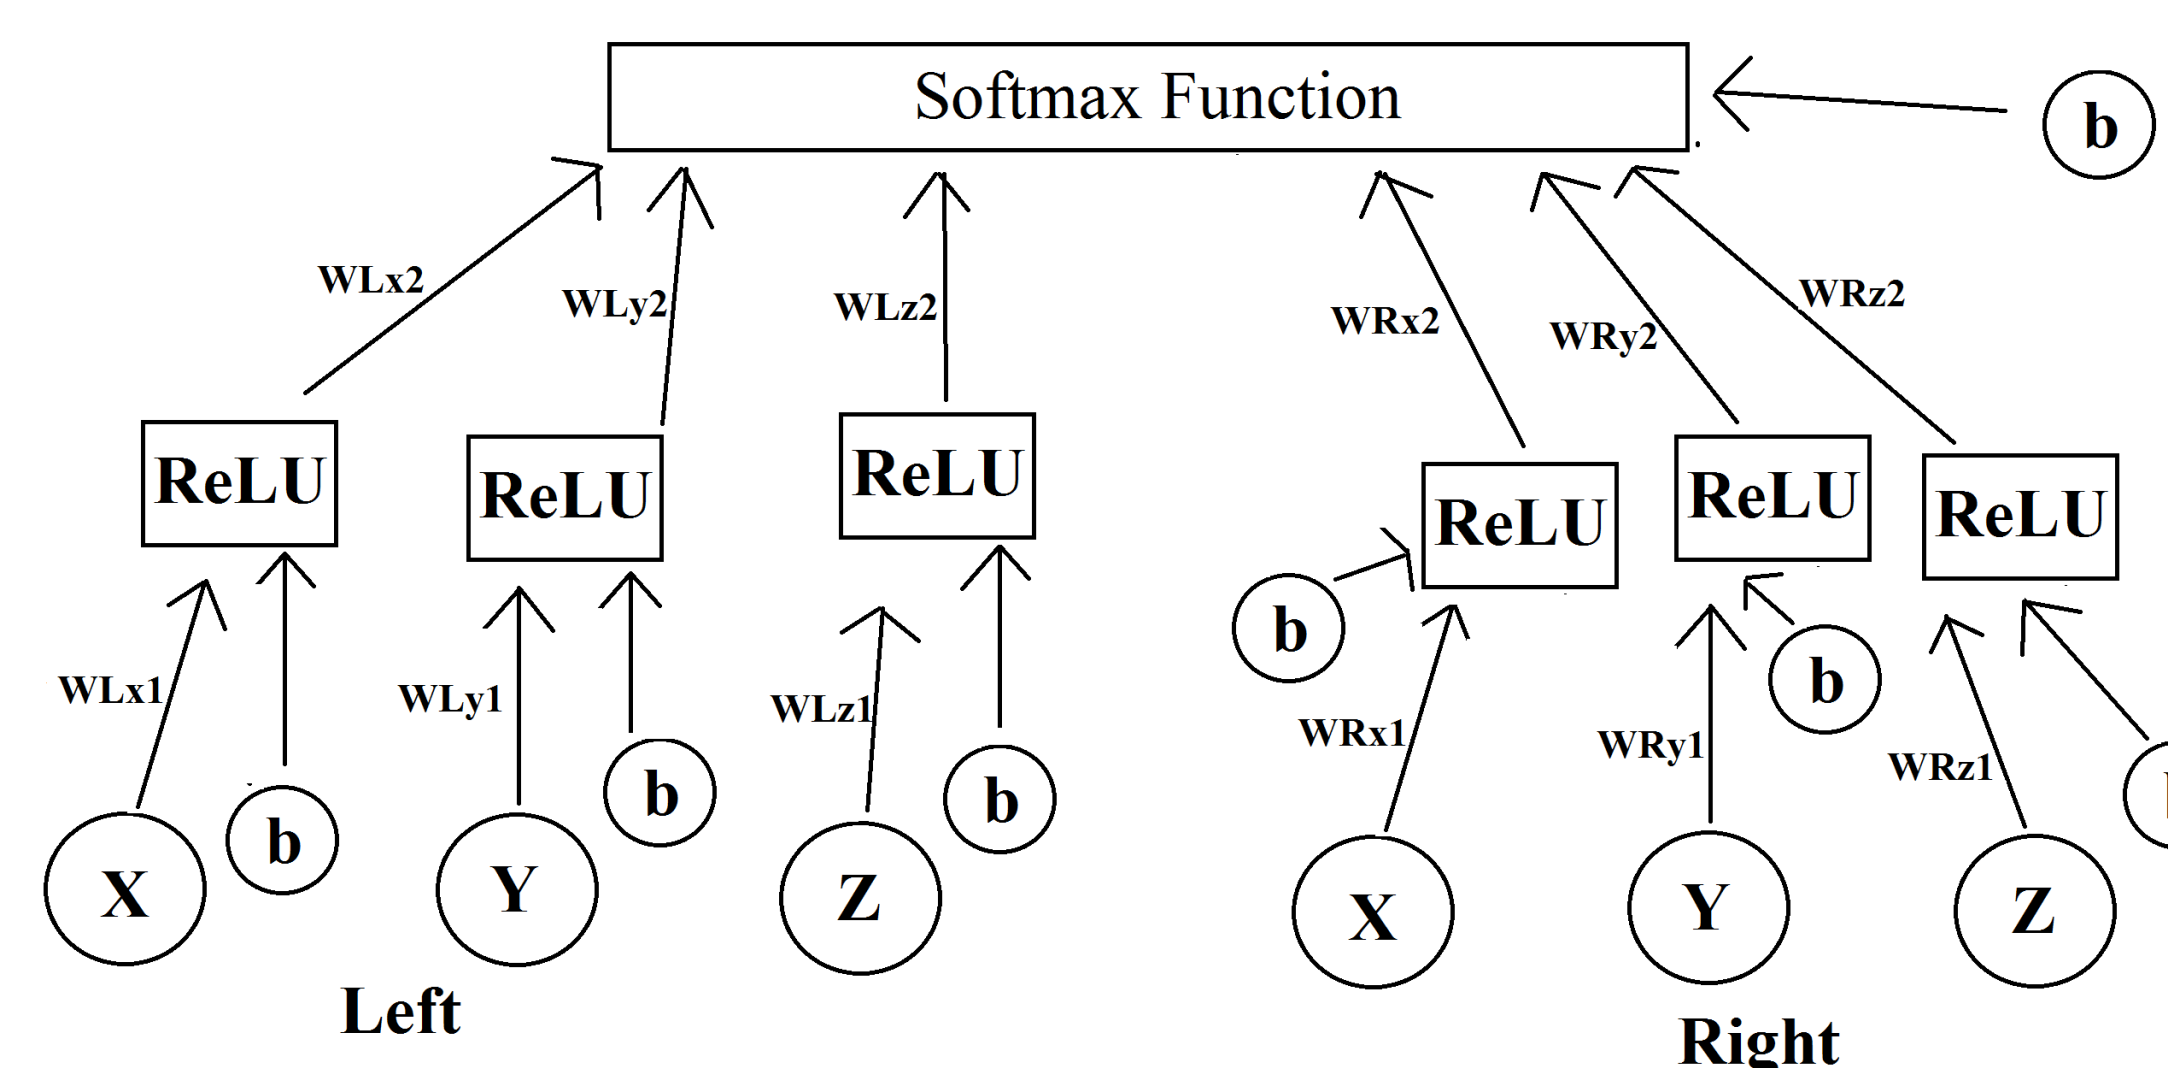 Softmax Function
b
WLx2
WLy2
WLz2
WRx2
WRy2
WRz2
ReLU
ReLU
ReLU
ReLU
ReLU
ReLU
b
b
WLx1
WLy1
WLz1
WRx1
WRy1
WRz1
b
b
b
X
Y
Z
X
Y
Z
Left
Right